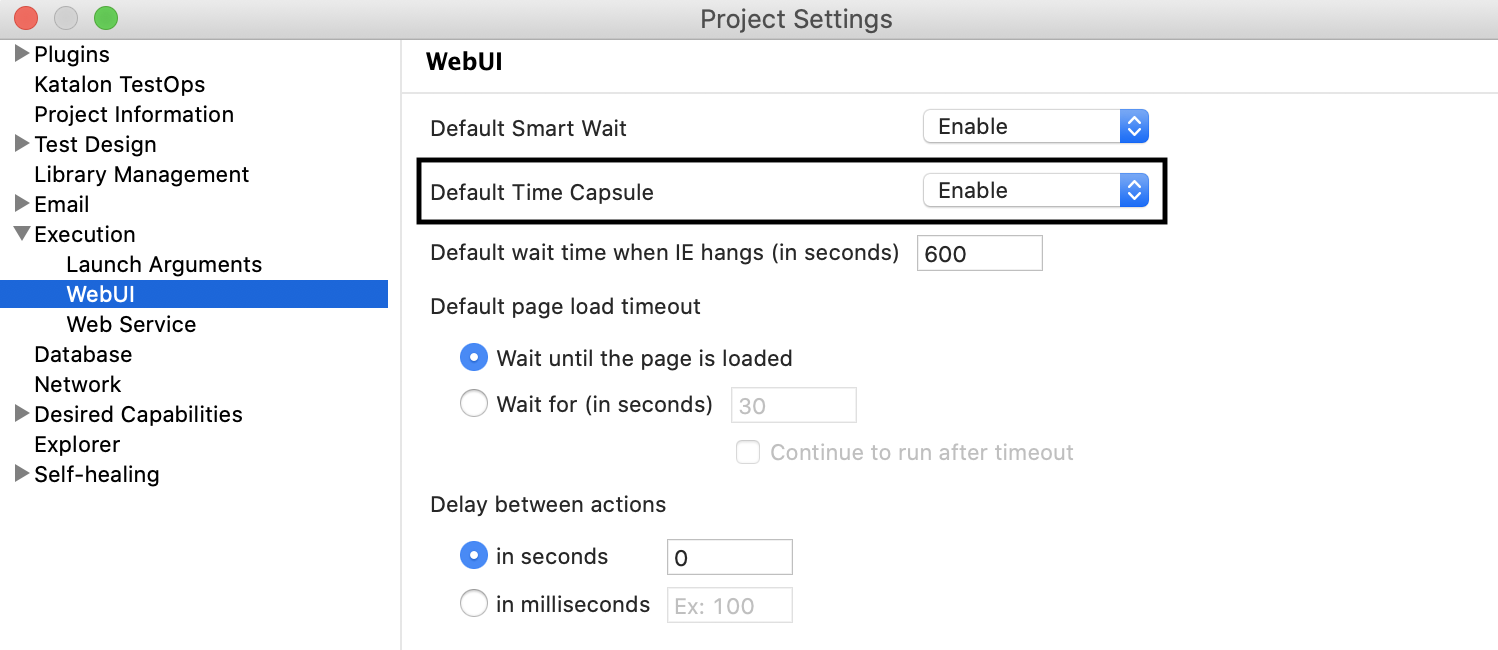 Project Settings
Plugins
Katalon TestOps
Project Information
Test Design
Library Management
Email
Execution
Launch Arguments
WebUI
Web Service
Database
Network
Desired Capabilities
Explorer
Self-healing
WebUI
Default Smart Wait Enable
Default Time Capsule Enable
Default wait time when IE hangs (in seconds) 600
Default page load timeout
Wait until the page is loaded
Wait for (in seconds) 30
Continue to run after timeout
Delay between actions
in seconds 0
in milliseconds Ex: 100